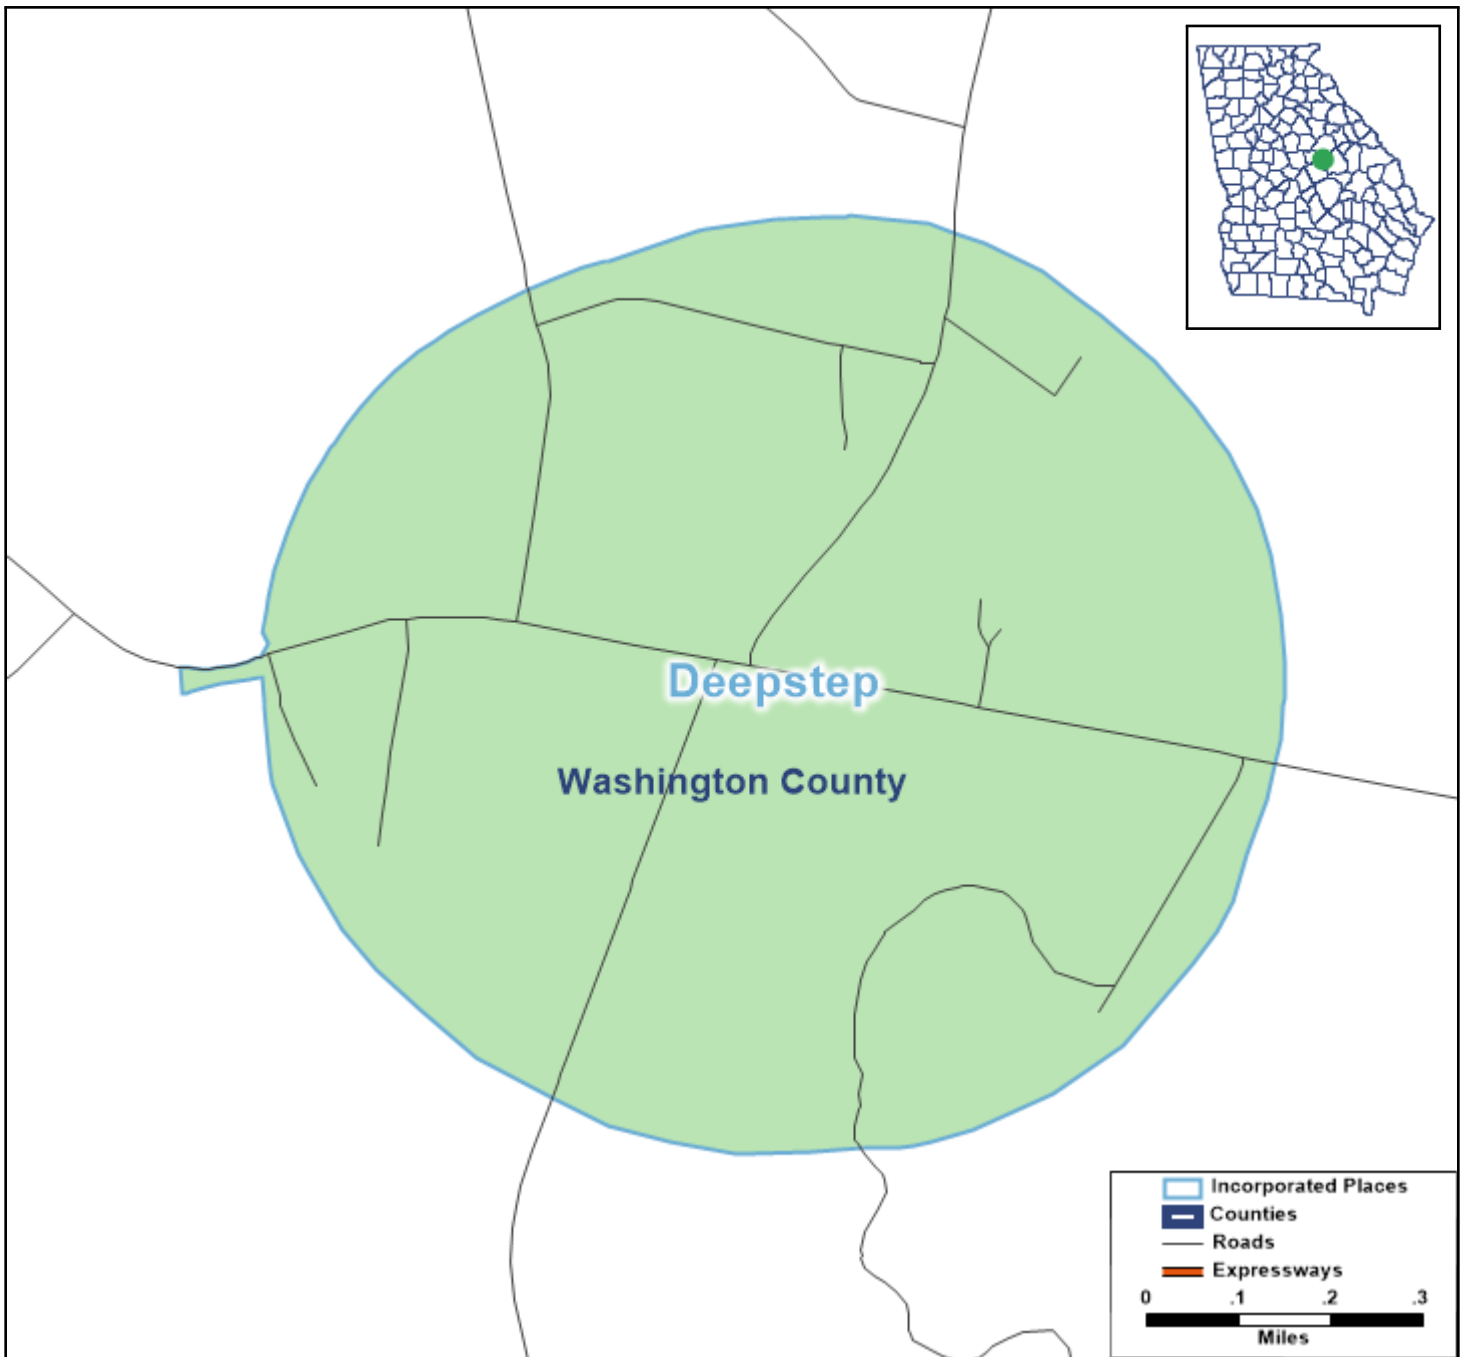 Deepstep
Washington County
Incorporated Places
Counties
Roads
Expressways
0 .1 .2 .3
Miles